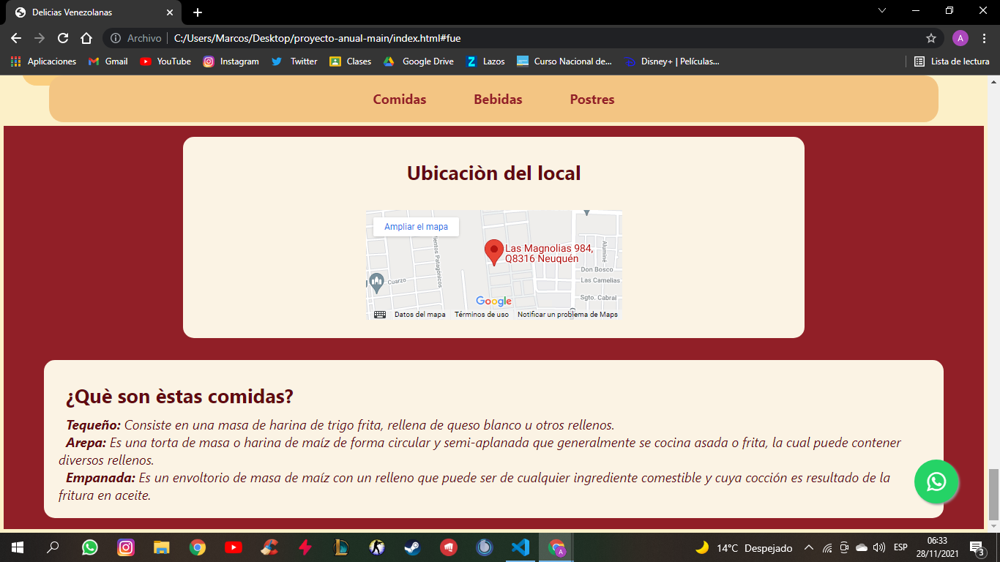 Delicias Venezolanas
Archivo C:/Users/Marcos/Desktop/proyecto-anual-main/index.html#fue A
Aplicaciones Gmail YouTube Instagram Twitter Clases Google Drive Lazos Curso Nacional de... Disney+ | Películas... Lista de lectura
Comidas Bebidas Postres
Ubicaciòn del local
Ampliar el mapa
Las Magnolias 984,
Q8316 Neuquén
Aluminé
Patagónicos
Don Bosco
Cuarzo
Las Camelias
Sgto. Cabral
Google
Datos del mapa Términos de uso Notificar un problema de Maps
¿Què son èstas comidas?
Tequeño: Consiste en una masa de harina de trigo frita, rellena de queso blanco u otros rellenos.
Arepa: Es una torta de masa o harina de maíz de forma circular y semi-aplanada que generalmente se cocina asada o frita, la cual puede contener
diversos rellenos.
Empanada: Es un envoltorio de masa de maíz con un relleno que puede ser de cualquier ingrediente comestible y cuya cocción es resultado de la
fritura en aceite.
14°C Despejado ESP 06:33
28/11/2021 3